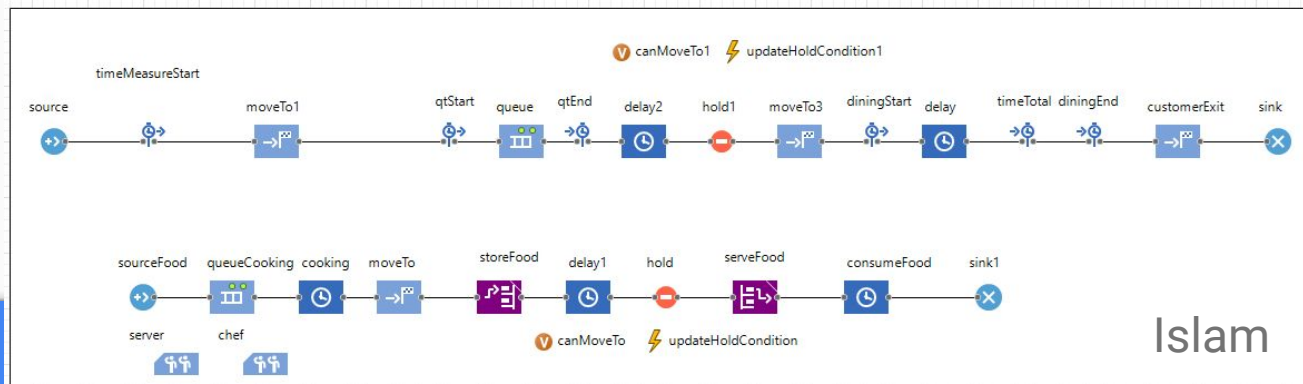 canMoveTo1 updateHoldCondition1
timeMeasureStart
source moveTo1 qtStart queue qtEnd delay2 hold1 moveTo3 diningStart delay timeTotal diningEnd customerExit sink
sourceFood queueCooking cooking moveTo storeFood delay1 hold serveFood consumeFood sink1
server chef canMoveTo updateHoldCondition
Islam